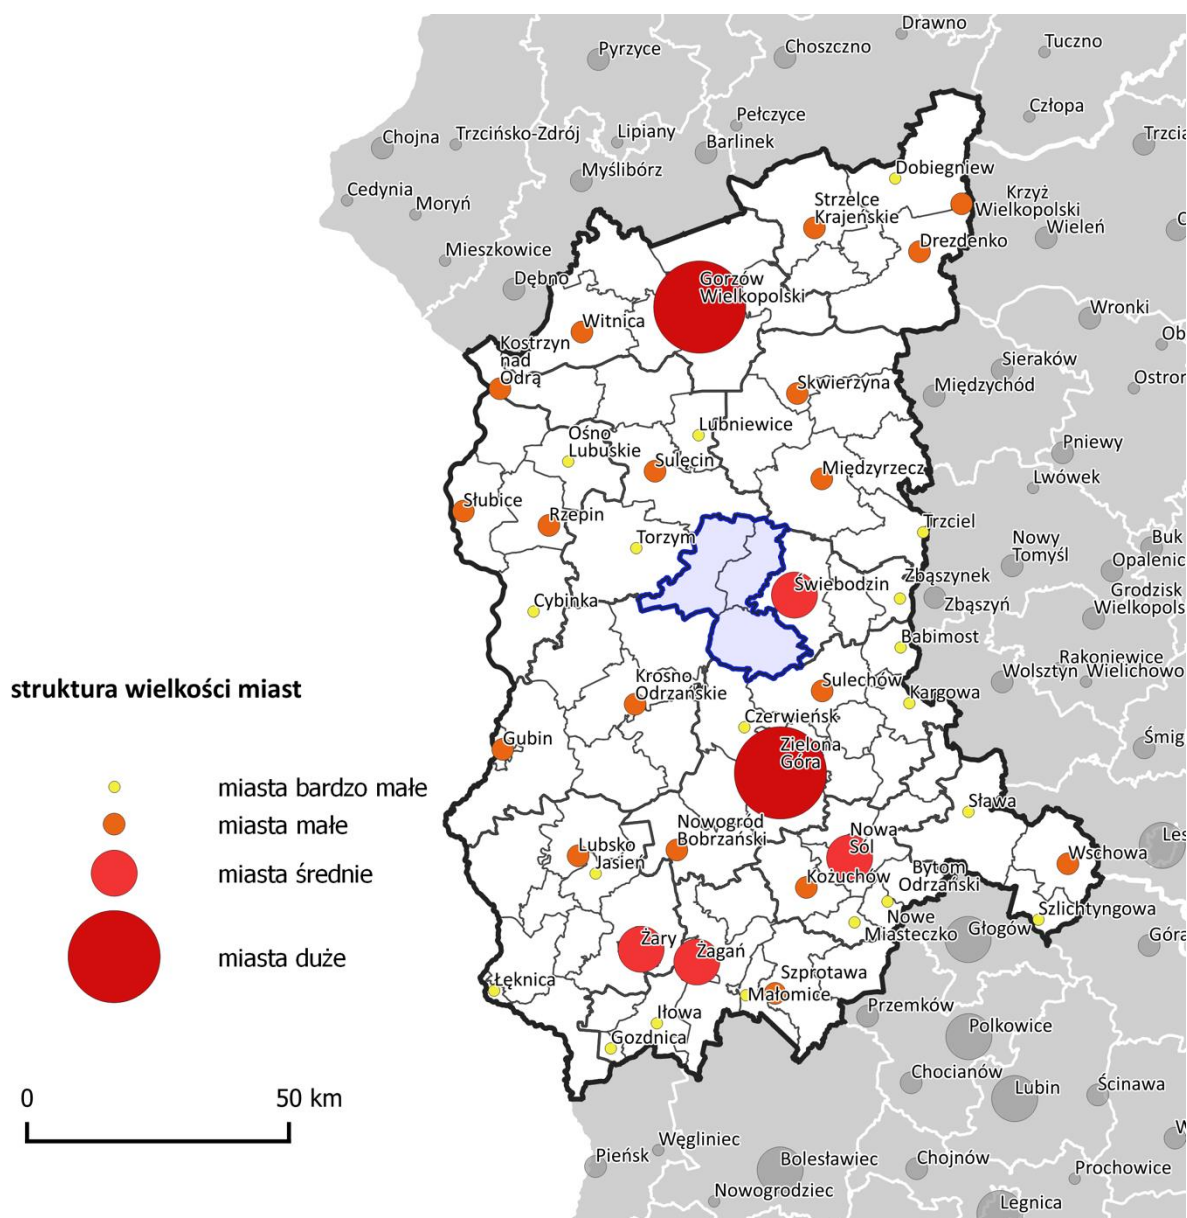 Drawno
Pyrzyce
Choszczno
Tuczno
Człopa
Pełczyce
Chojna
Trzcińsko-Zdrój
Lipiany
Barlinek
Trzcia
Myślibórz
Dobiegniew
Cedynia
Moryń
Strzelce
Krajeńskie
Krzyż
Wielkopolski
Wieleń
Drezdenko
Mieszkowice
Dębno
Gorzów
Wielkopolski
Witnica
Wronki
Ob
Kostrzyn
nad
Odrą
Sieraków
Skwierzyna
Międzychód
Ostror
Lubniewice
Ośno
Lubuskie
Sulęcin
Pniewy
Międzyrzecz
Lwówek
Słubice
Rzepin
Trzciel
Torzym
Nowy
Tomyśl
Buk
Opalenic
Świebodzin
Zbąszynek
Zbąszyń
Grodzisk
Wielkopols
Cybinka
Babimost
Rakoniewice
Wolsztyn
Wielichowo
struktura wielkości miast
Krosno
Odrzańskie
Sulechów
Kargowa
Czerwieńsk
Gubin
Zielona
Góra
Śmig
miasta bardzo małe
miasta małe
miasta średnie
miasta duże
Sława
Nowogród
Bobrzański
Nowa
Sól
Les
Lubsko
Jasień
Wschowa
Kożuchów
Bytom
Odrzański
Nowe
Miasteczko
Szlichtyngowa
Głogów
Góra
Żary
Żagań
Szprotawa
Łęknica
Małomice
Przemków
Iłowa
Gozdnica
Polkowice
Chocianów
Lubin
Ścinawa
0
50 km
Węgliniec
Pieńsk
Bolesławiec
Chojnów
Prochowice
Nowogrodziec
Legnica